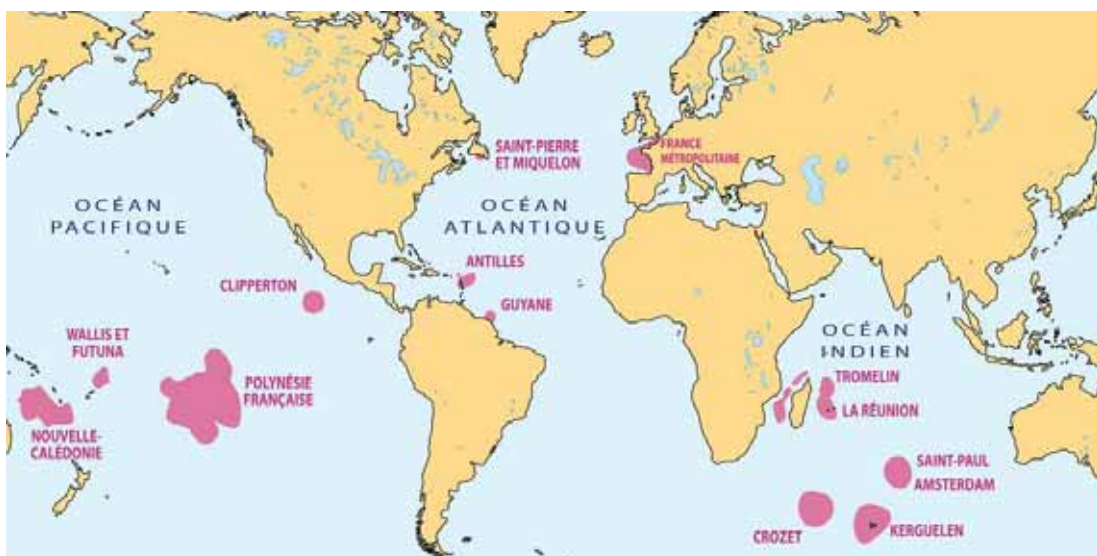 SAINT-PIERRE
ET MIQUELON
FRANCE
MÉTROPOLITAINE
OCÉAN
PACIFIQUE
OCÉAN
ATLANTIQUE
ANTILLES
CLIPPERTON
GUYANE
WALLIS ET
FUTUNA
OCÉAN
INDIEN
TROMELIN
POLYNÉSIE
FRANÇAISE
LA RÉUNION
NOUVELLE-
CALÉDONIE
SAINT-PAUL
AMSTERDAM
CROZET
KERGUELEN